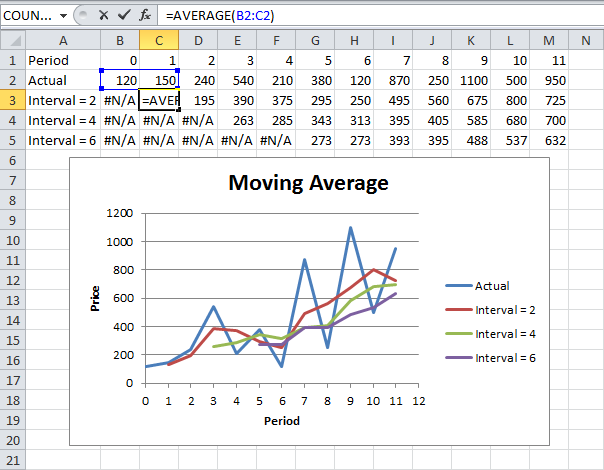 COUN... =AVERAGE(B2:C2)
A B C D E F G H I J K L M N
1 Period 0 1 2 3 4 5 6 7 8 9 10 11
2 Actual 120 150 240 540 210 380 120 870 250 1100 500 950
3 Interval = 2 #N/A =AVEF 195 390 375 295 250 495 560 675 800 725
4 Interval = 4 #N/A #N/A #N/A 263 285 343 313 395 405 585 680 700
5 Interval = 6 #N/A #N/A #N/A #N/A #N/A 273 273 393 395 488 537 632
6
7
8
9
10
11
12
13
14
15
16
17
18
19
20
21
Moving Average
1200
1000
800
600
400
200
0
Price
0 1 2 3 4 5 6 7 8 9 10 11 12
Period
Actual
Interval = 2
Interval = 4
Interval = 6